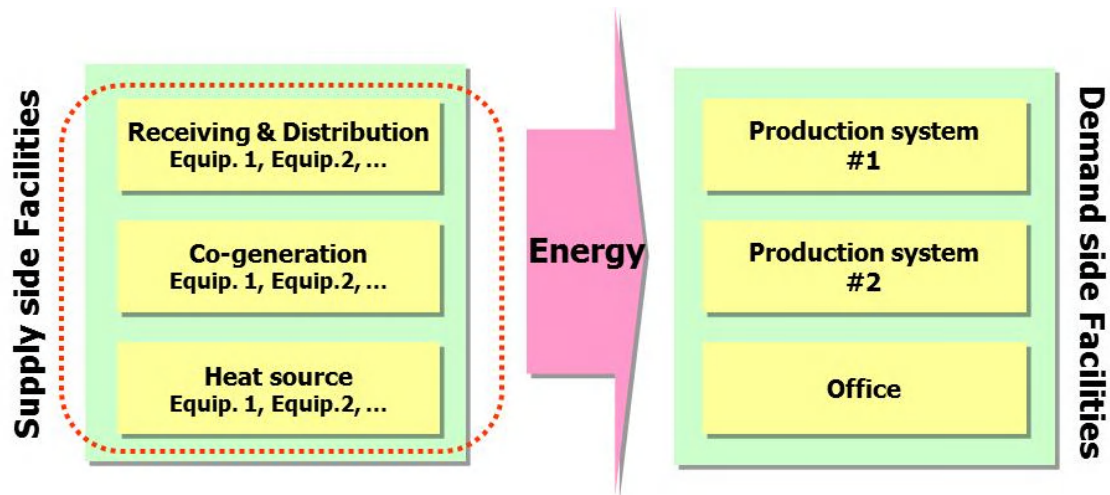 Supply side Facilities
Receiving & Distribution
Equip. 1, Equip.2, ...
Co-generation
Equip. 1, Equip.2, ...
Heat source
Equip. 1, Equip.2, ...
Energy
Production system
#1
Production system
#2
Office
Demand side Facilities